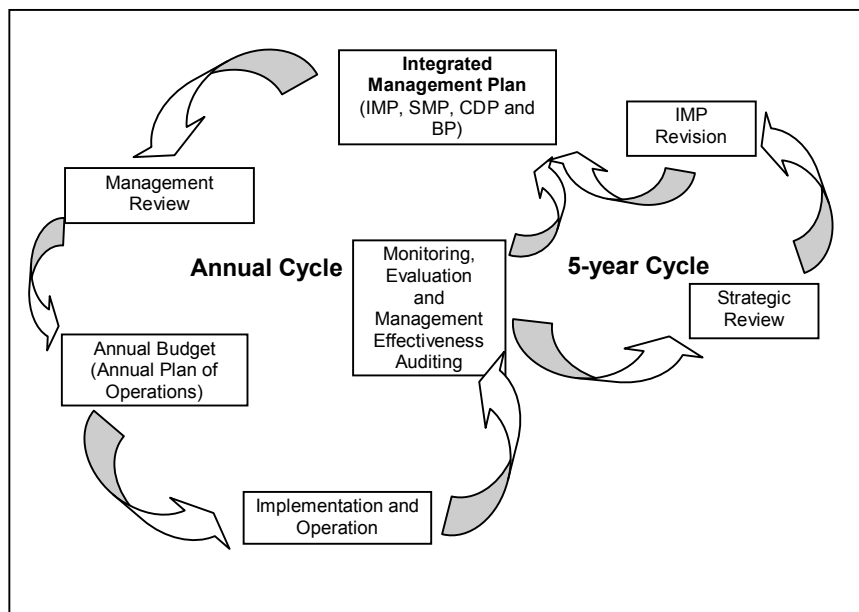 Integrated
Management Plan
(IMP, SMP, CDP and
BP)
IMP
Revision
Management
Review
Annual Cycle
Monitoring,
Evaluation
and
Management
Effectiveness
Auditing
5-year Cycle
Strategic
Review
Annual Budget
(Annual Plan of
Operations)
Implementation and
Operation